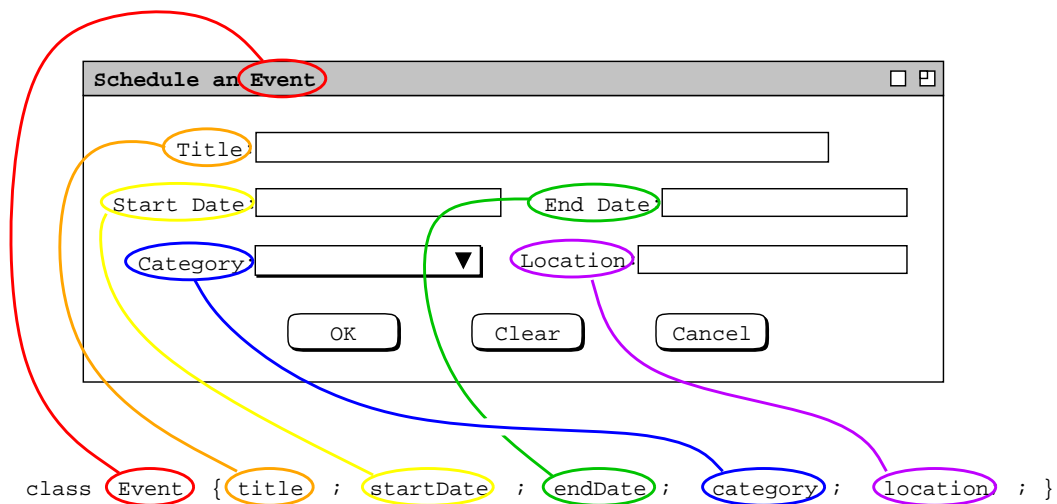 Schedule an Event
Title:
Start Date: End Date:
Category: Location:
OK Clear Cancel
class Event { title ; startDate ; endDate ; category ; location ; }